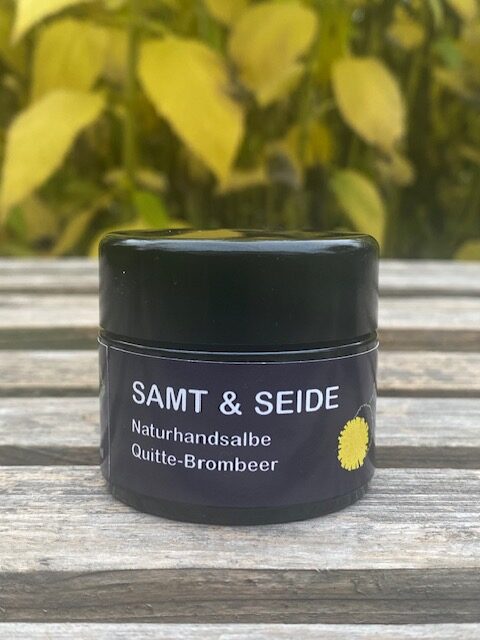 SAMT & SEIDE
Naturhandsalbe
Quitte-Brombeer